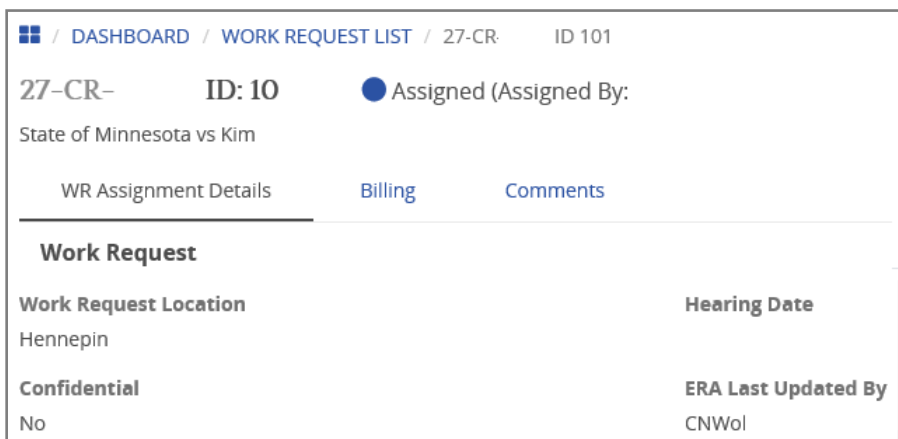 / DASHBOARD / WORK REQUEST LIST / 27-CR- ID 101
27-CR- ID: 10 Assigned (Assigned By:
State of Minnesota vs Kim
WR Assignment Details Billing Comments
Work Request
Work Request Location Hearing Date
Hennepin
Confidential ERA Last Updated By
No CNWol